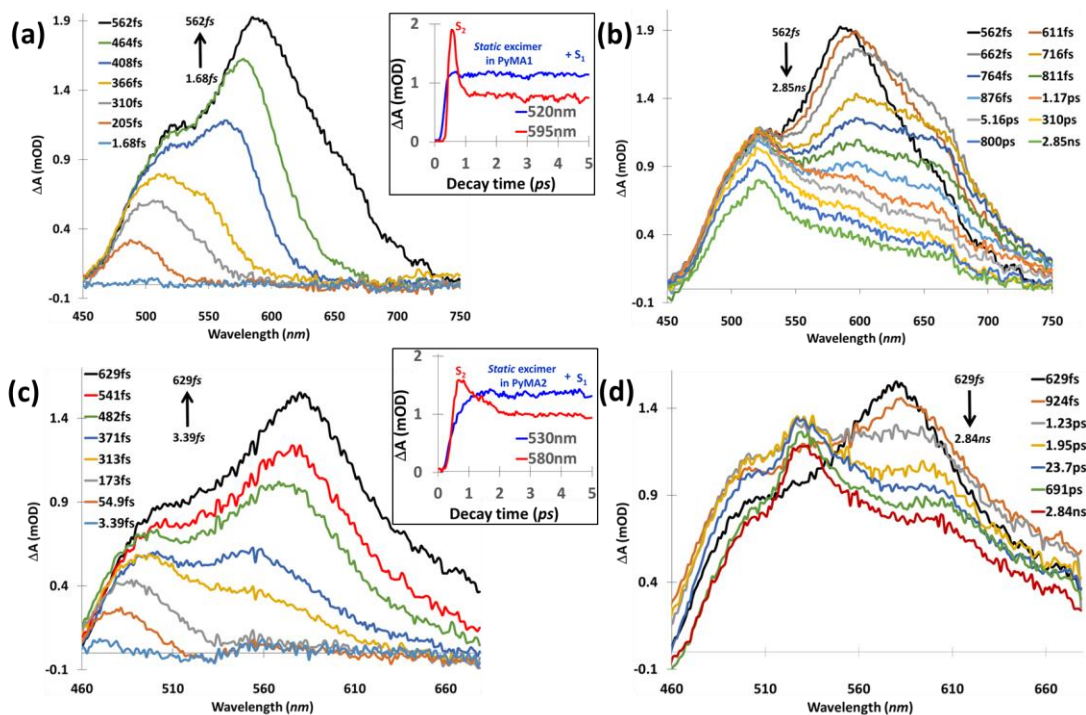 (a)
1.9
1.4
0.9
0.4
-0.1
ΔA (mOD)
562fs
464fs
408fs
366fs
310fs
205fs
1.68fs
562fs
1.68fs
450 500 550 600 650 700 750
Wavelength (nm)
2
1
0
ΔA (mOD)
S2
Static excimer
in PyMA1 + S1
520nm
595nm
0 1 2 3 4 5
Decay time (ps)
(b)
1.9
1.4
0.9
0.4
-0.1
ΔA (mOD)
562fs
2.85ns
562fs 611fs
662fs 716fs
764fs 811fs
876fs 1.17ps
5.16ps 310ps
800ps 2.85ns
450 500 550 600 650 700 750
Wavelength (nm)
(c)
1.4
0.9
0.4
-0.1
ΔA (mOD)
629fs
541fs
482fs
371fs
313fs
173fs
54.9fs
3.39fs
629fs
3.39fs
460 510 560 610 660
Wavelength (nm)
2
1
0
ΔA (mOD)
S2
Static excimer
in PyMA2 + S1
530nm
580nm
0 1 2 3 4 5
Decay time (ps)
(d)
1.4
0.9
0.4
-0.1
ΔA (mOD)
629fs
2.84ns
629fs
924fs
1.23ps
1.95ps
23.7ps
691ps
2.84ns
460 510 560 610 660
Wavelength (nm)